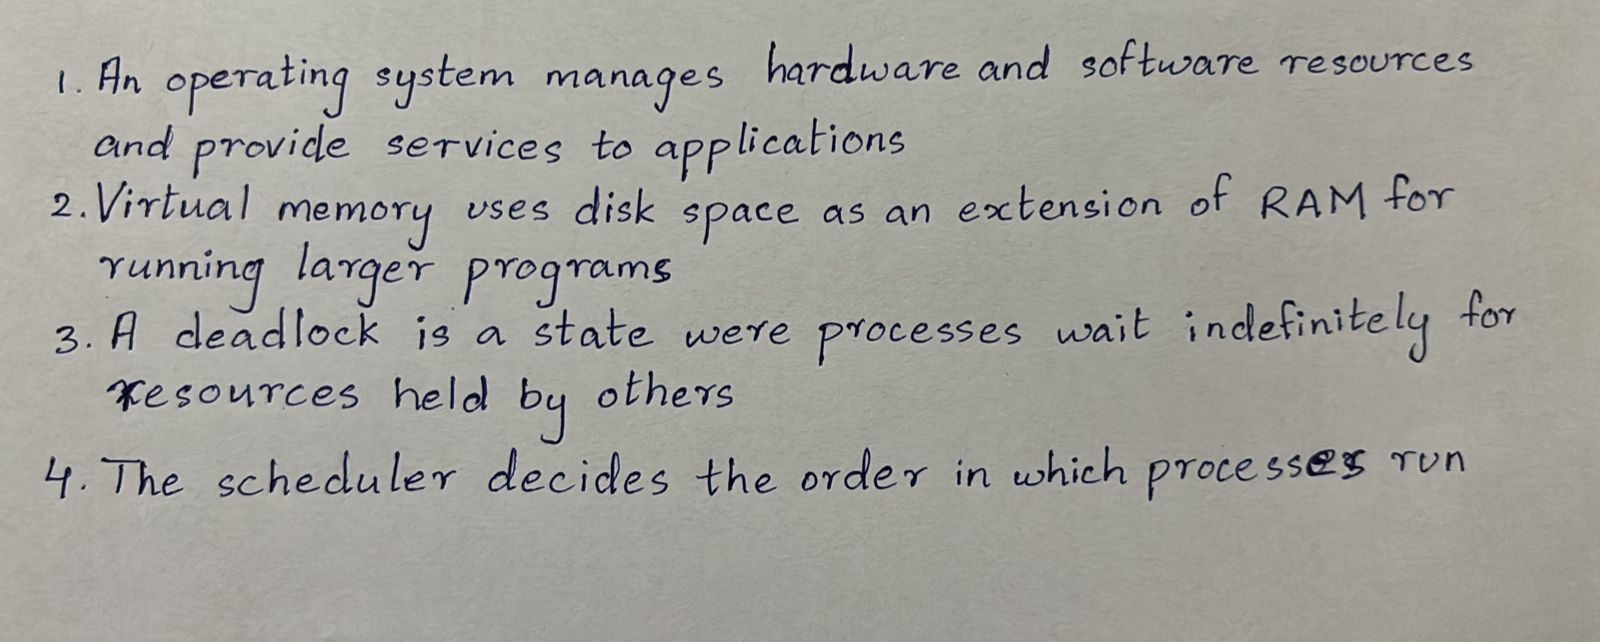 1. An operating system manages hardware and software resources
and provide services to applications
2. Virtual memory uses disk space as an extension of RAM for
running larger programs
3. A deadlock is a state were processes wait indefinitely for
resources held by others
4. The scheduler decides the order in which processes run